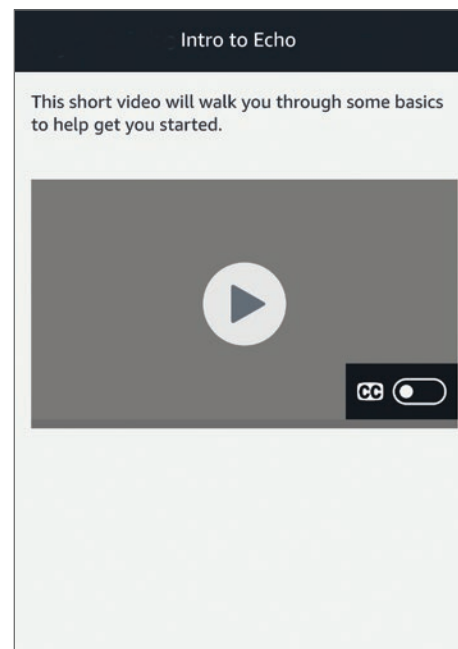 Intro to Echo
This short video will walk you through some basics
to help get you started.
CC